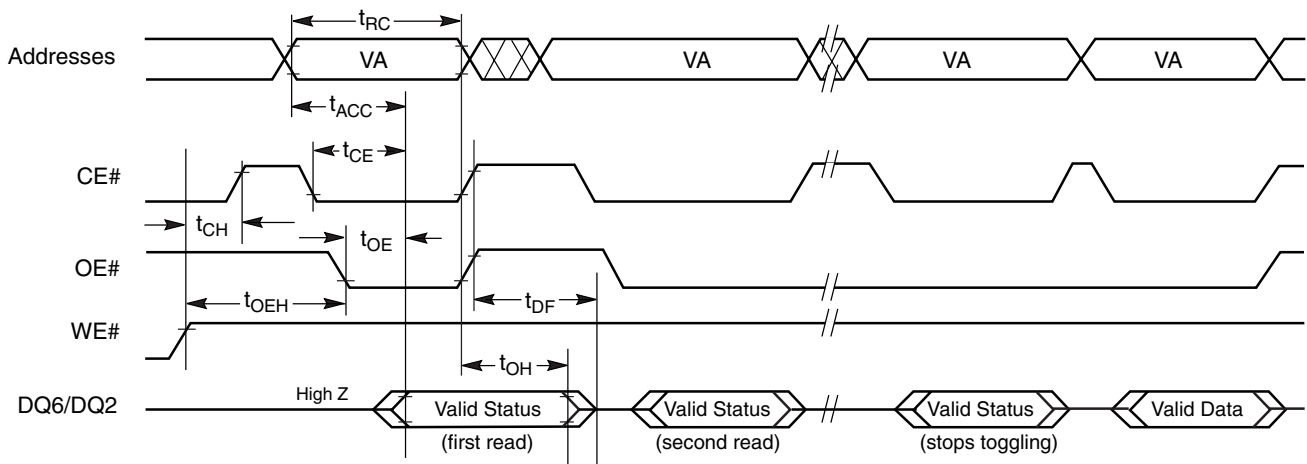 tRC
Addresses VA VA VA VA
tACC
tCE
CE#
tCH
tOE
OE#
tOEH
tDF
WE#
tOH
High Z
DQ6/DQ2 Valid Status Valid Status Valid Status Valid Data
(first read) (second read) (stops toggling)